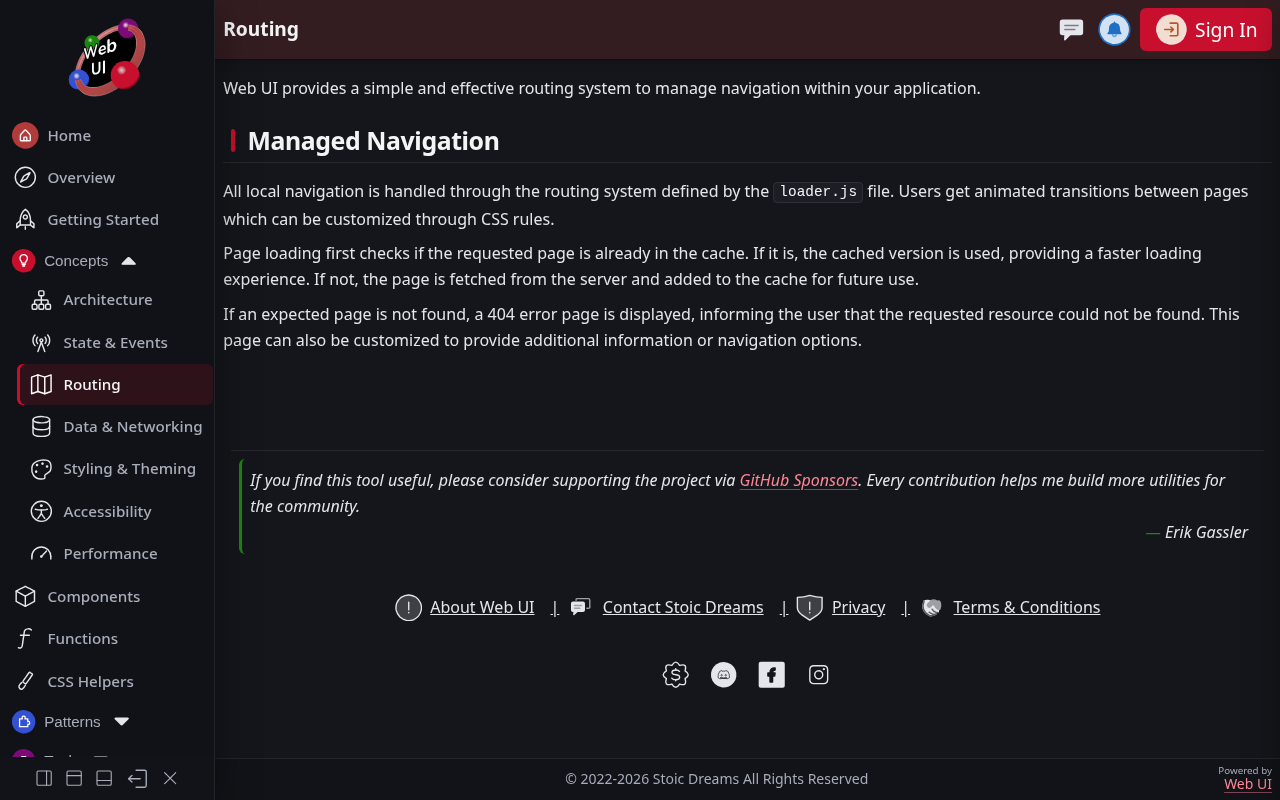 Web
UI
Home
Overview
Getting Started
Concepts
Architecture
State & Events
Routing
Data & Networking
Styling & Theming
Accessibility
Performance
Components
Functions
CSS Helpers
Patterns
Routing
Sign In
Web UI provides a simple and effective routing system to manage navigation within your application.
Managed Navigation
All local navigation is handled through the routing system defined by the loader.js file. Users get animated transitions between pages
which can be customized through CSS rules.
Page loading first checks if the requested page is already in the cache. If it is, the cached version is used, providing a faster loading
experience. If not, the page is fetched from the server and added to the cache for future use.
If an expected page is not found, a 404 error page is displayed, informing the user that the requested resource could not be found. This
page can also be customized to provide additional information or navigation options.
If you find this tool useful, please consider supporting the project via GitHub Sponsors. Every contribution helps me build more utilities for
the community.
— Erik Gassler
About Web UI | Contact Stoic Dreams | Privacy | Terms & Conditions
© 2022-2026 Stoic Dreams All Rights Reserved
Powered by
Web UI